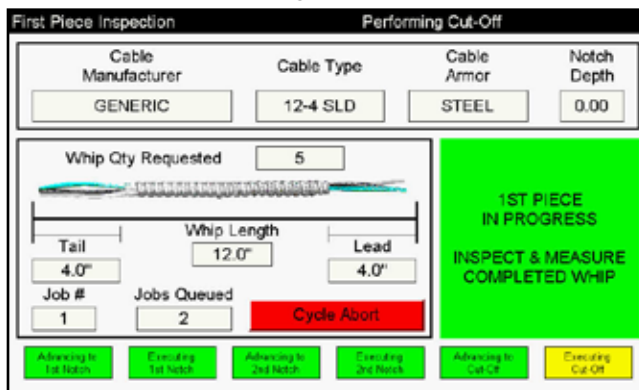 First Piece Inspection Performing Cut-Off
Cable Manufacturer
Cable Type
Cable Armor
Notch Depth
GENERIC
12-4 SLD
STEEL
0.00
Whip Qty Requested 5
Whip Length
12.0"
Tail
4.0"
Lead
4.0"
Job #
1
Jobs Queued
2
Cycle Abort
1ST PIECE
IN PROGRESS
INSPECT & MEASURE
COMPLETED WHIP
Advancing to 1st Notch
Executing 1st Notch
Advancing to 2nd Notch
Executing 2nd Notch
Advancing to Cut-Off
Executing Cut-Off